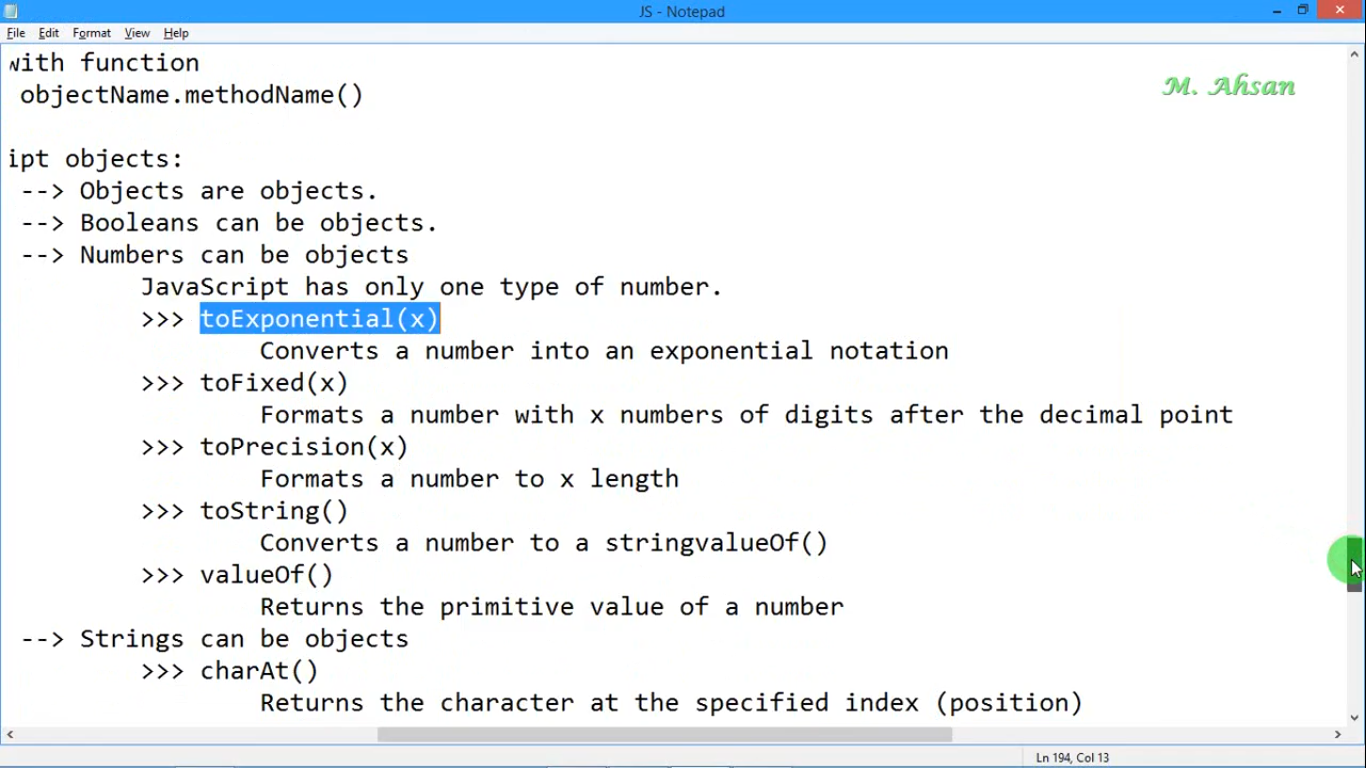 JS - Notepad
File Edit Format View Help
with function
M. Ahsan
objectName.methodName()
ipt objects:
--> Objects are objects.
--> Booleans can be objects.
--> Numbers can be objects
JavaScript has only one type of number.
>>> toExponential(x)
Converts a number into an exponential notation
>>> toFixed(x)
Formats a number with x numbers of digits after the decimal point
>>> toPrecision(x)
Formats a number to x length
>>> toString()
Converts a number to a stringvalueOf()
>>> valueOf()
Returns the primitive value of a number
--> Strings can be objects
>>> charAt()
Returns the character at the specified index (position)
Ln 194, Col 13